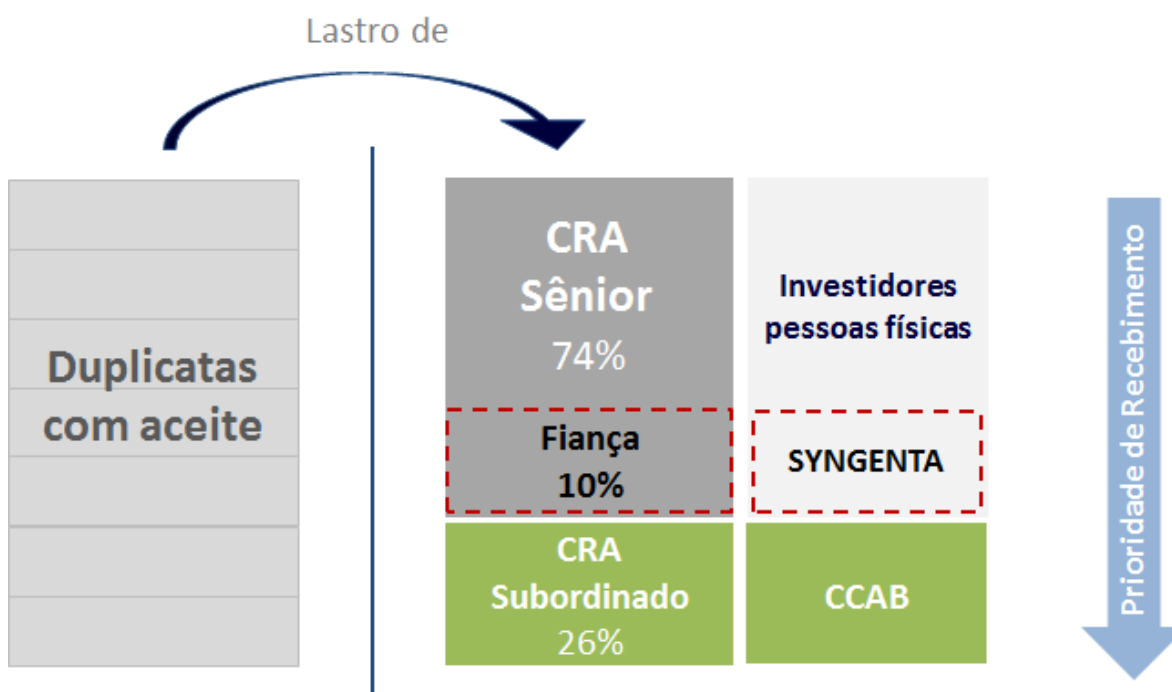 Lastro de
Duplicatas
com aceite
CRA
Sênior
74%
Fiança
10%
CRA
Subordinado
26%
Investidores
pessoas físicas
SYNGENTA
CCAB
Prioridade de Recebimento